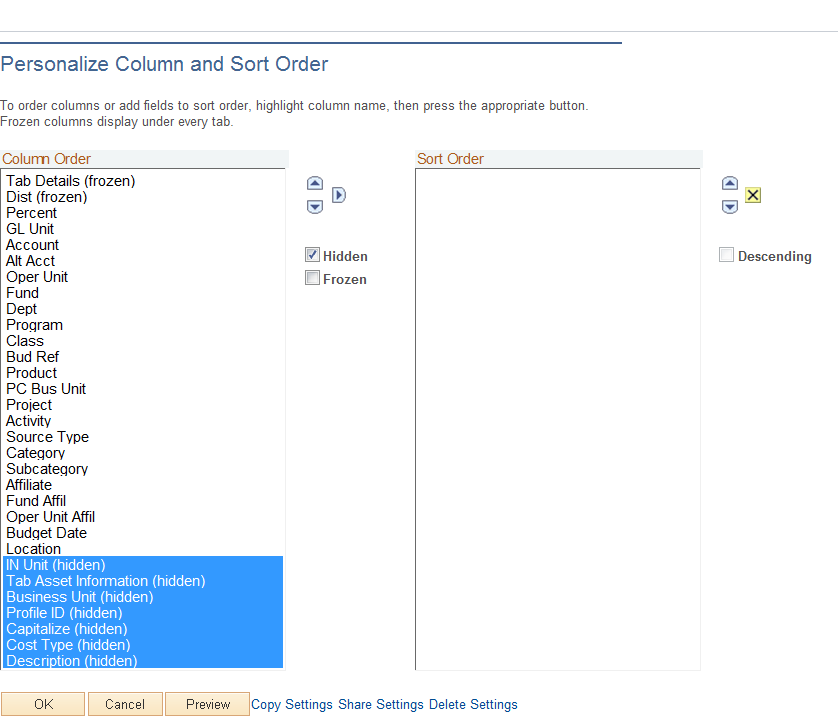 Personalize Column and Sort Order
To order columns or add fields to sort order, highlight column name, then press the appropriate button.
Frozen columns display under every tab.
Column Order
Tab Details (frozen)
Dist (frozen)
Percent
GL Unit
Account
Alt Acct
Oper Unit
Fund
Dept
Program
Class
Bud Ref
Product
PC Bus Unit
Project
Activity
Source Type
Category
Subcategory
Affiliate
Fund Affil
Oper Unit Affil
Budget Date
Location
IN Unit (hidden)
Tab Asset Information (hidden)
Business Unit (hidden)
Profile ID (hidden)
Capitalize (hidden)
Cost Type (hidden)
Description (hidden)
Hidden
Frozen
Sort Order
Descending
OK Cancel Preview Copy Settings Share Settings Delete Settings